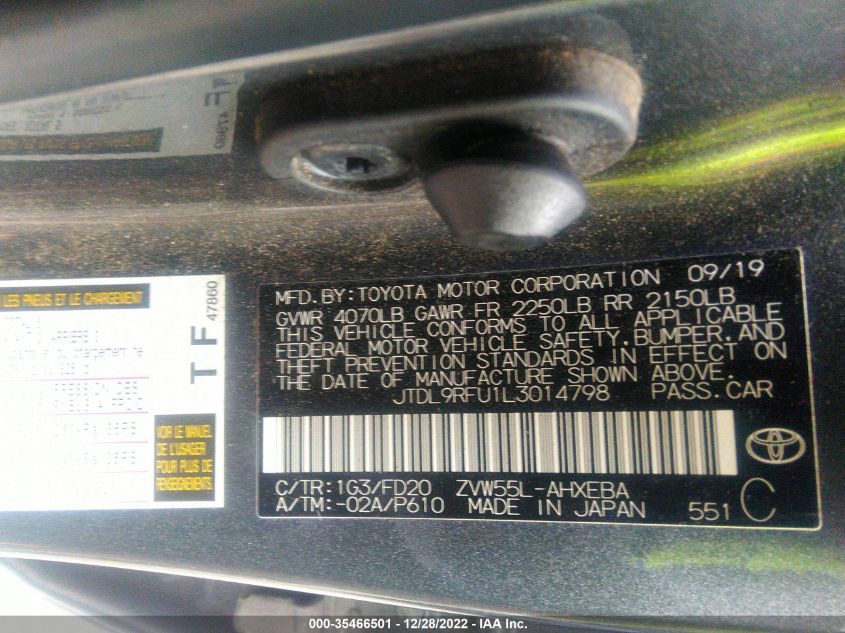 MFD. BY: TOYOTA MOTOR CORPORATION 09/19
GVWR 4070LB GAWR FR 2250LB RR 2150LB
THIS VEHICLE CONFORMS TO ALL APPLICABLE
FEDERAL MOTOR VEHICLE SAFETY, BUMPER, AND
THEFT PREVENTION STANDARDS IN EFFECT ON
THE DATE OF MANUFACTURE SHOWN ABOVE.
JTDL9RFU1L3014798 PASS. CAR
C/TR: 1G3/FD20 ZVW55L-AHXEBA
A/TM: -02A/P610 MADE IN JAPAN 551 C
LES PNEUS ET LE CHARGEMENT
TF
47860
VOIR LE MANUEL
DE L'USAGER
POUR PLUS DE
RENSEIGNEMENTS.
000-35466501 - 12/28/2022 - IAA Inc.